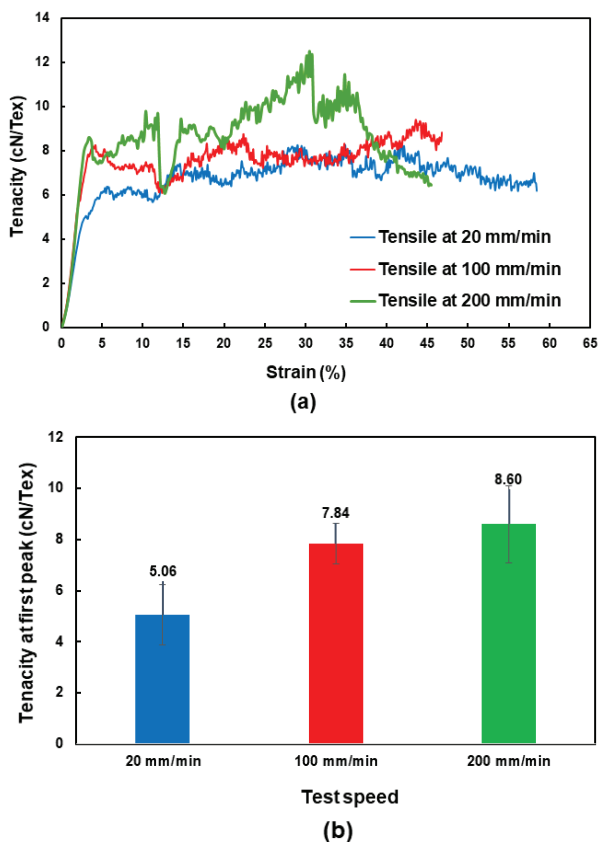 14
12
10
8
6
4
2
0
Tenacity (cN/Tex)
Tensile at 20 mm/min
Tensile at 100 mm/min
Tensile at 200 mm/min
0 5 10 15 20 25 30 35 40 45 50 55 60 65
Strain (%)
(a)
12
10
8
6
4
2
0
Tenacity at first peak (cN/Tex)
5.06
7.84
8.60
20 mm/min 100 mm/min 200 mm/min
Test speed
(b)